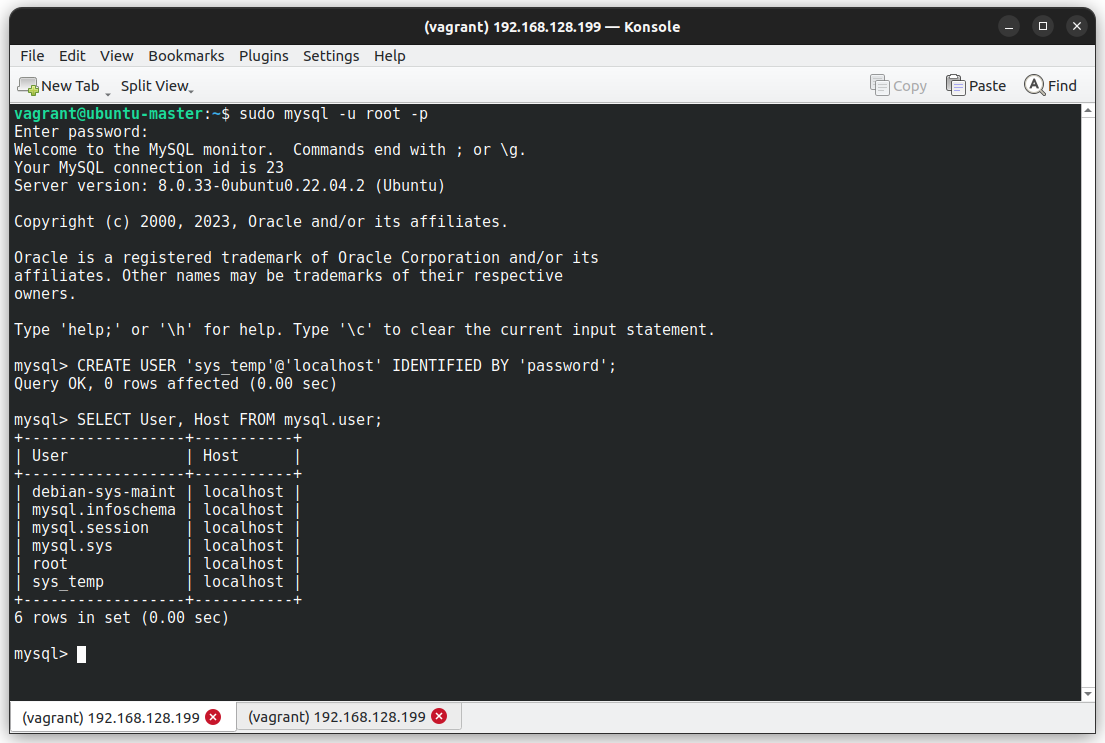 (vagrant) 192.168.128.199 — Konsole
File Edit View Bookmarks Plugins Settings Help
New Tab Split View Copy Paste Find
vagrant@ubuntu-master:~$ sudo mysql -u root -p
Enter password:
Welcome to the MySQL monitor.  Commands end with ; or \g.
Your MySQL connection id is 23
Server version: 8.0.33-0ubuntu0.22.04.2 (Ubuntu)
Copyright (c) 2000, 2023, Oracle and/or its affiliates.
Oracle is a registered trademark of Oracle Corporation and/or its
affiliates. Other names may be trademarks of their respective
owners.
Type 'help;' or '\h' for help. Type '\c' to clear the current input statement.
mysql> CREATE USER 'sys_temp'@'localhost' IDENTIFIED BY 'password';
Query OK, 0 rows affected (0.00 sec)
mysql> SELECT User, Host FROM mysql.user;
+------------------+-----------+
| User             | Host      |
+------------------+-----------+
| debian-sys-maint | localhost |
| mysql.infoschema | localhost |
| mysql.session    | localhost |
| mysql.sys        | localhost |
| root             | localhost |
| sys_temp         | localhost |
+------------------+-----------+
6 rows in set (0.00 sec)
mysql>
(vagrant) 192.168.128.199 (vagrant) 192.168.128.199